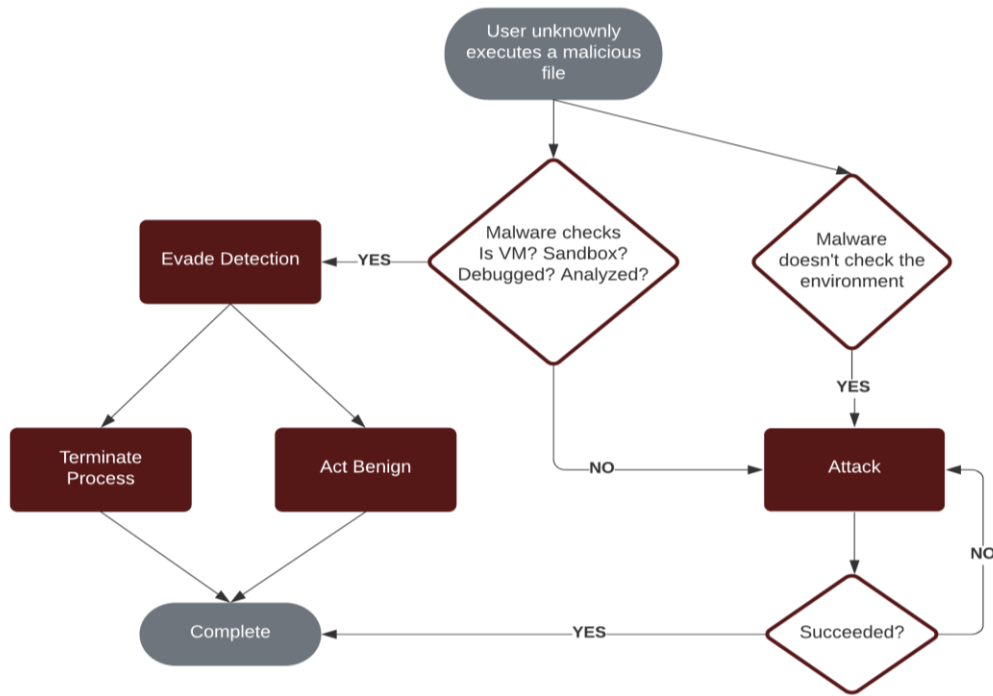 User unknownly
executes a malicious
file
Malware checks
Is VM? Sandbox?
Debugged? Analyzed?
Malware
doesn't check the
environment
Evade Detection
YES
YES
Terminate
Process
Act Benign
NO
Attack
NO
Complete
YES
Succeeded?